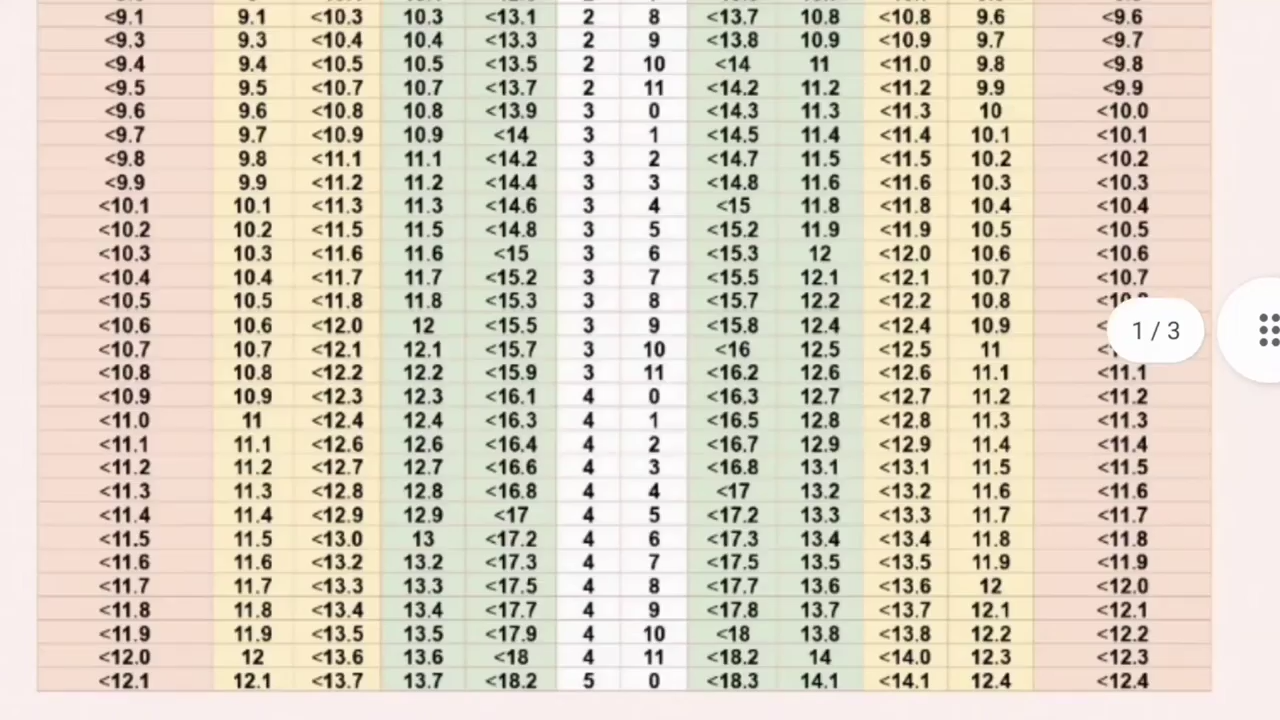 <9.1 9.1 <10.3 10.3 <13.1 2 8 <13.7 10.8 <10.8 9.6 <9.6
<9.3 9.3 <10.4 10.4 <13.3 2 9 <13.8 10.9 <10.9 9.7 <9.7
<9.4 9.4 <10.5 10.5 <13.5 2 10 <14 11 <11.0 9.8 <9.8
<9.5 9.5 <10.7 10.7 <13.7 2 11 <14.2 11.2 <11.2 9.9 <9.9
<9.6 9.6 <10.8 10.8 <13.9 3 0 <14.3 11.3 <11.3 10 <10.0
<9.7 9.7 <10.9 10.9 <14 3 1 <14.5 11.4 <11.4 10.1 <10.1
<9.8 9.8 <11.1 11.1 <14.2 3 2 <14.7 11.5 <11.5 10.2 <10.2
<9.9 9.9 <11.2 11.2 <14.4 3 3 <14.8 11.6 <11.6 10.3 <10.3
<10.1 10.1 <11.3 11.3 <14.6 3 4 <15 11.8 <11.8 10.4 <10.4
<10.2 10.2 <11.5 11.5 <14.8 3 5 <15.2 11.9 <11.9 10.5 <10.5
<10.3 10.3 <11.6 11.6 <15 3 6 <15.3 12 <12.0 10.6 <10.6
<10.4 10.4 <11.7 11.7 <15.2 3 7 <15.5 12.1 <12.1 10.7 <10.7
<10.5 10.5 <11.8 11.8 <15.3 3 8 <15.7 12.2 <12.2 10.8
<10.6 10.6 <12.0 12 <15.5 3 9 <15.8 12.4 <12.4 10.9
1 / 3
<10.7 10.7 <12.1 12.1 <15.7 3 10 <16 12.5 <12.5 11
<10.8 10.8 <12.2 12.2 <15.9 3 11 <16.2 12.6 <12.6 11.1 <11.1
<10.9 10.9 <12.3 12.3 <16.1 4 0 <16.3 12.7 <12.7 11.2 <11.2
<11.0 11 <12.4 12.4 <16.3 4 1 <16.5 12.8 <12.8 11.3 <11.3
<11.1 11.1 <12.6 12.6 <16.4 4 2 <16.7 12.9 <12.9 11.4 <11.4
<11.2 11.2 <12.7 12.7 <16.6 4 3 <16.8 13.1 <13.1 11.5 <11.5
<11.3 11.3 <12.8 12.8 <16.8 4 4 <17 13.2 <13.2 11.6 <11.6
<11.4 11.4 <12.9 12.9 <17 4 5 <17.2 13.3 <13.3 11.7 <11.7
<11.5 11.5 <13.0 13 <17.2 4 6 <17.3 13.4 <13.4 11.8 <11.8
<11.6 11.6 <13.2 13.2 <17.3 4 7 <17.5 13.5 <13.5 11.9 <11.9
<11.7 11.7 <13.3 13.3 <17.5 4 8 <17.7 13.6 <13.6 12 <12.0
<11.8 11.8 <13.4 13.4 <17.7 4 9 <17.8 13.7 <13.7 12.1 <12.1
<11.9 11.9 <13.5 13.5 <17.9 4 10 <18 13.8 <13.8 12.2 <12.2
<12.0 12 <13.6 13.6 <18 4 11 <18.2 14 <14.0 12.3 <12.3
<12.1 12.1 <13.7 13.7 <18.2 5 0 <18.3 14.1 <14.1 12.4 <12.4